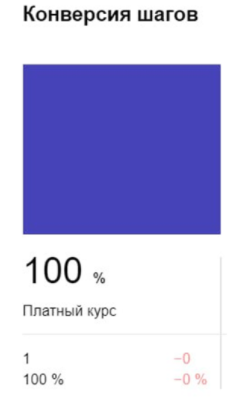 Конверсия шагов
100 %
Платный курс
1 −0
100 % −0 %